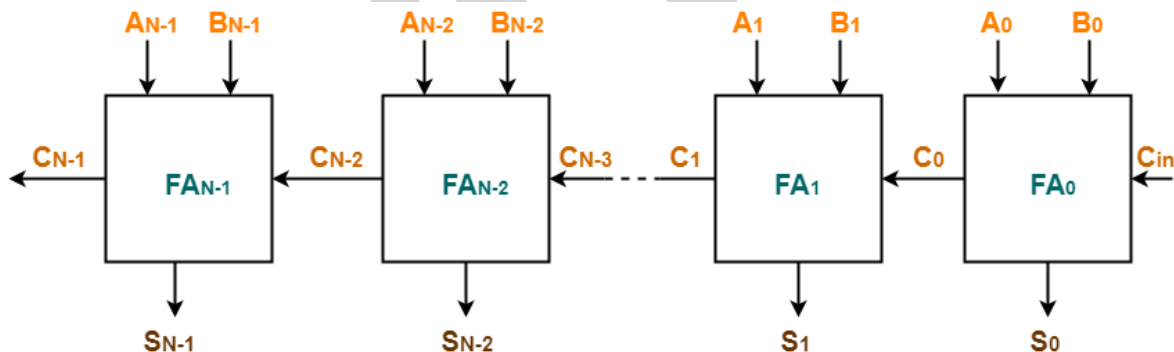 AN-1 BN-1 AN-2 BN-2 A1 B1 A0 B0
CN-1 CN-2 CN-3 C1 C0 Cin
FAN-1 FAN-2 FA1 FA0
SN-1 SN-2 S1 S0